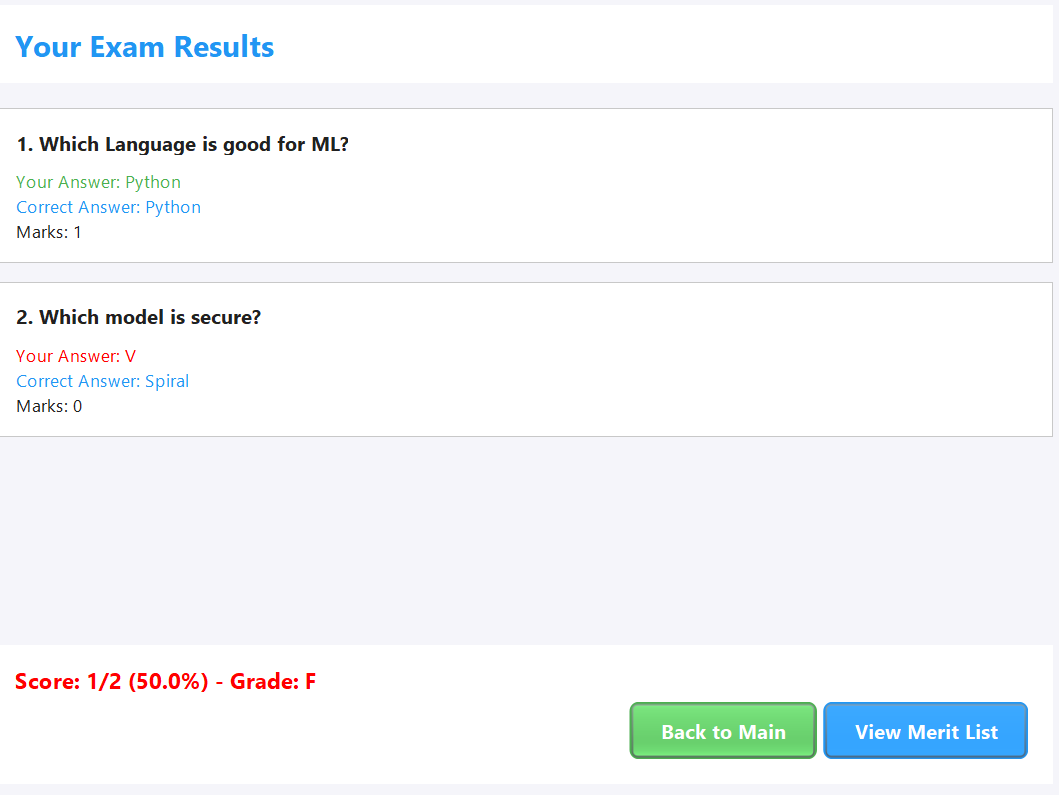 Your Exam Results
1. Which Language is good for ML?
Your Answer: Python
Correct Answer: Python
Marks: 1
2. Which model is secure?
Your Answer: V
Correct Answer: Spiral
Marks: 0
Score: 1/2 (50.0%) - Grade: F
Back to Main
View Merit List